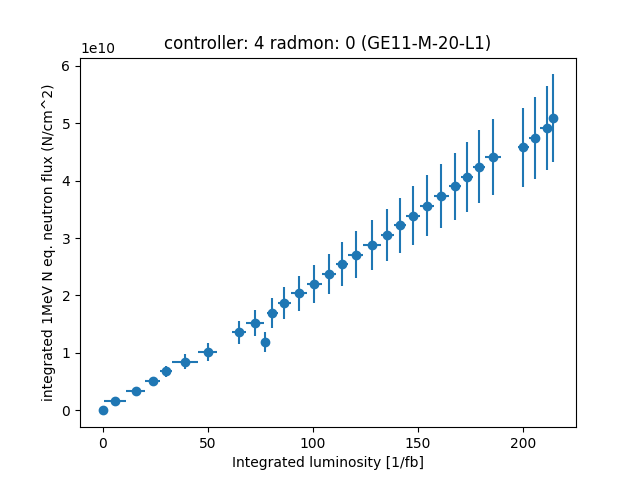 controller: 4 radmon: 0 (GE11-M-20-L1)
1e10
6
5
4
3
2
1
0
integrated 1MeV N eq. neutron flux (N/cm^2)
0 50 100 150 200
Integrated luminosity [1/fb]